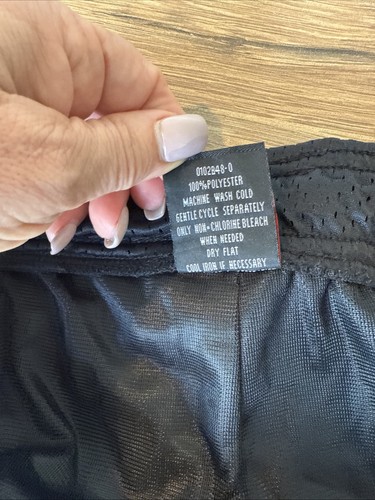 0102848-0
100%POLYESTER
MACHINE WASH COLD
GENTLE CYCLE SEPARATELY
ONLY NON-CHLORINE BLEACH
WHEN NEEDED
DRY FLAT
COOL IRON IF NECESSARY